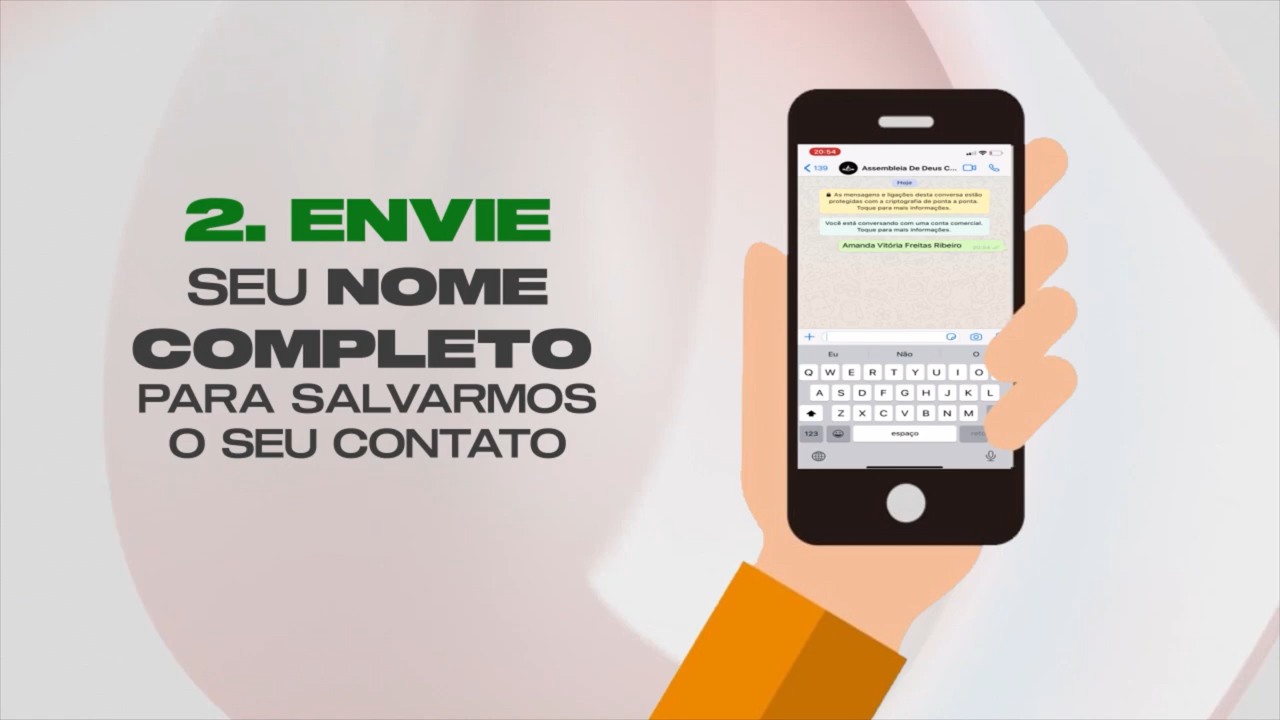 2. ENVIE
SEU NOME
COMPLETO
PARA SALVARMOS
O SEU CONTATO
20:54
139
Assembleia De Deus C...
Hoje
As mensagens e ligações desta conversa estão
protegidas com a criptografia de ponta a ponta.
Toque para mais informações.
Você está conversando com uma conta comercial.
Toque para mais informações.
Amanda Vitória Freitas Ribeiro
Eu Não O
Q W E R T Y U I O
A S D F G H J K L
Z X C V B N M
123 espaço